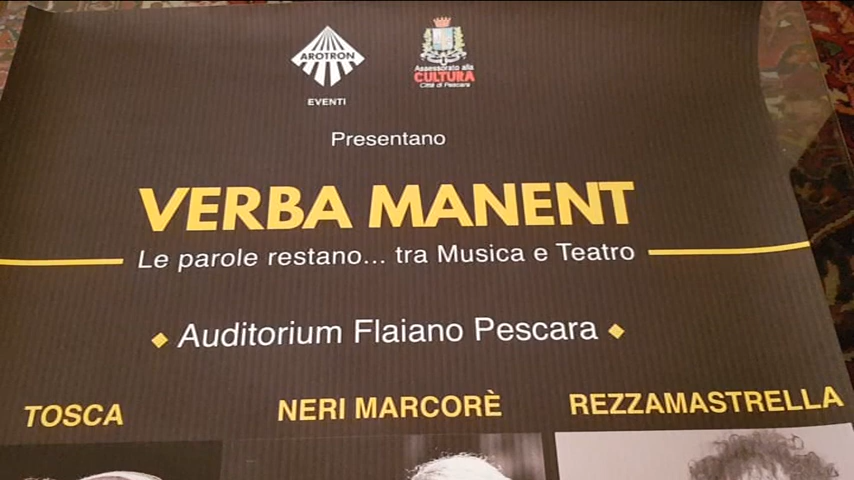 AROTRON
EVENTI
Assessorato alla
CULTURA
Città di Pescara
Presentano
VERBA MANENT
Le parole restano... tra Musica e Teatro
Auditorium Flaiano Pescara
TOSCA
NERI MARCORÈ
REZZAMASTRELLA